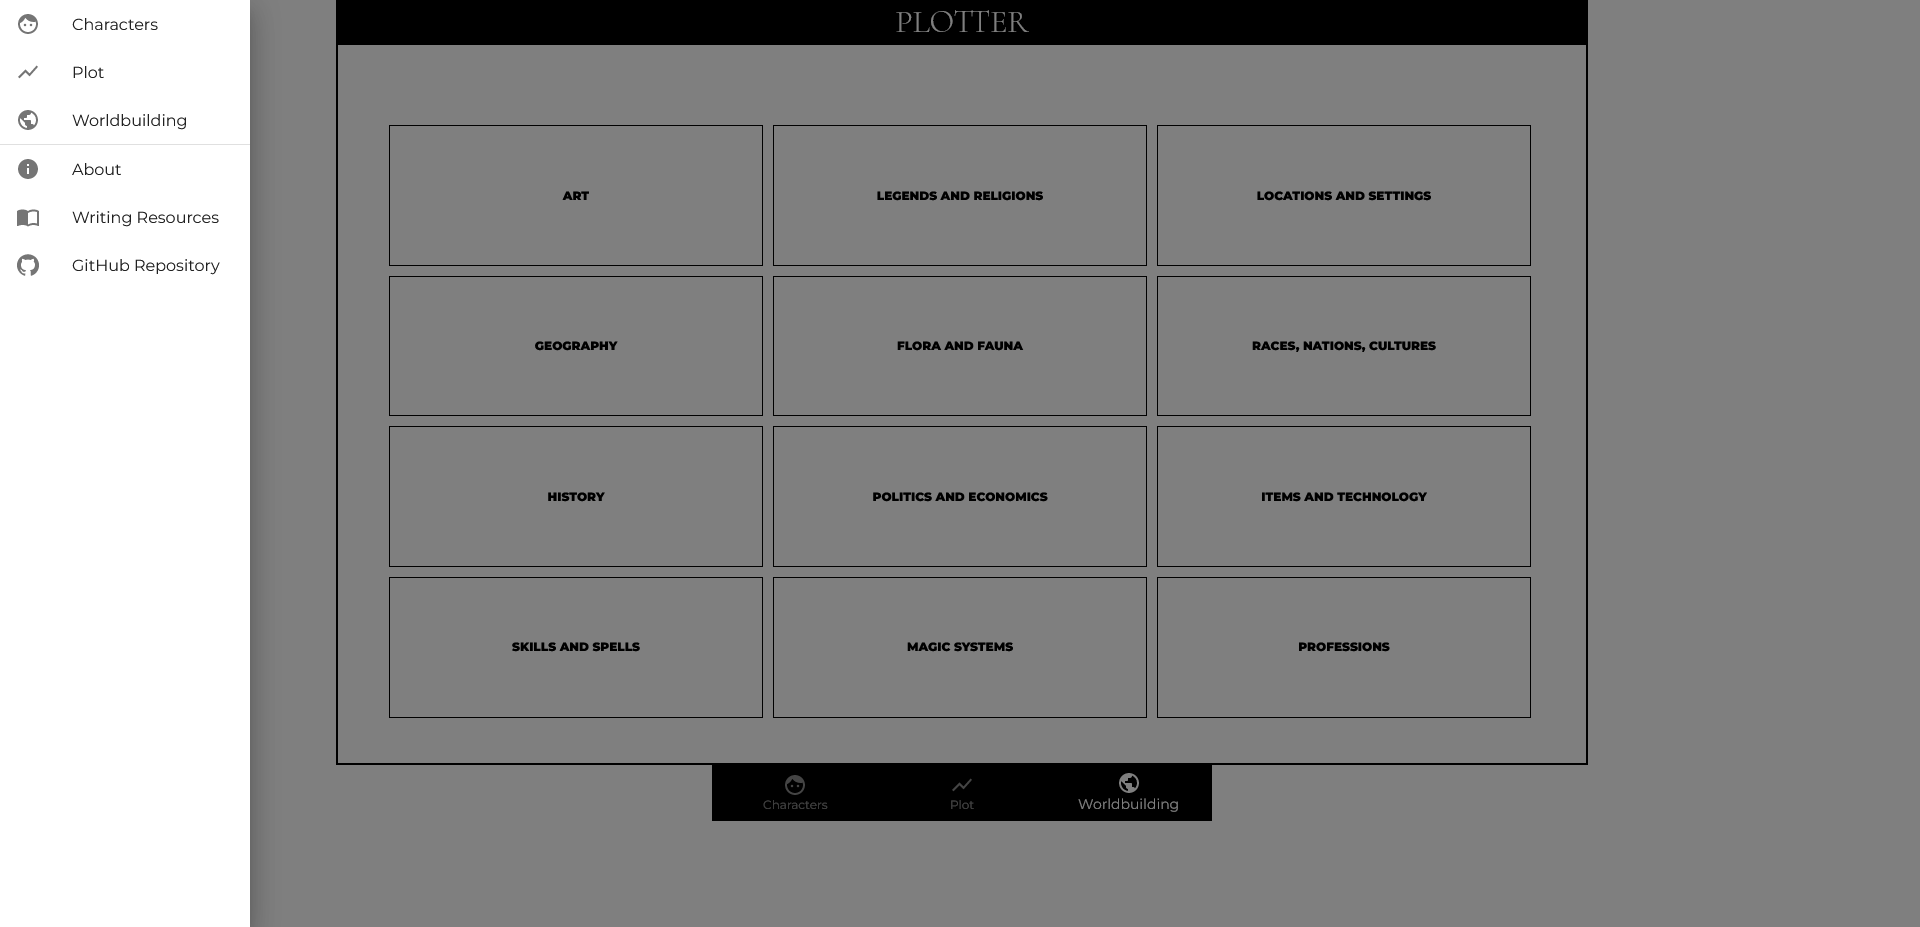 Characters
Plot
Worldbuilding
About
Writing Resources
GitHub Repository
PLOTTER
ART
LEGENDS AND RELIGIONS
LOCATIONS AND SETTINGS
GEOGRAPHY
FLORA AND FAUNA
RACES, NATIONS, CULTURES
HISTORY
POLITICS AND ECONOMICS
ITEMS AND TECHNOLOGY
SKILLS AND SPELLS
MAGIC SYSTEMS
PROFESSIONS
Characters
Plot
Worldbuilding